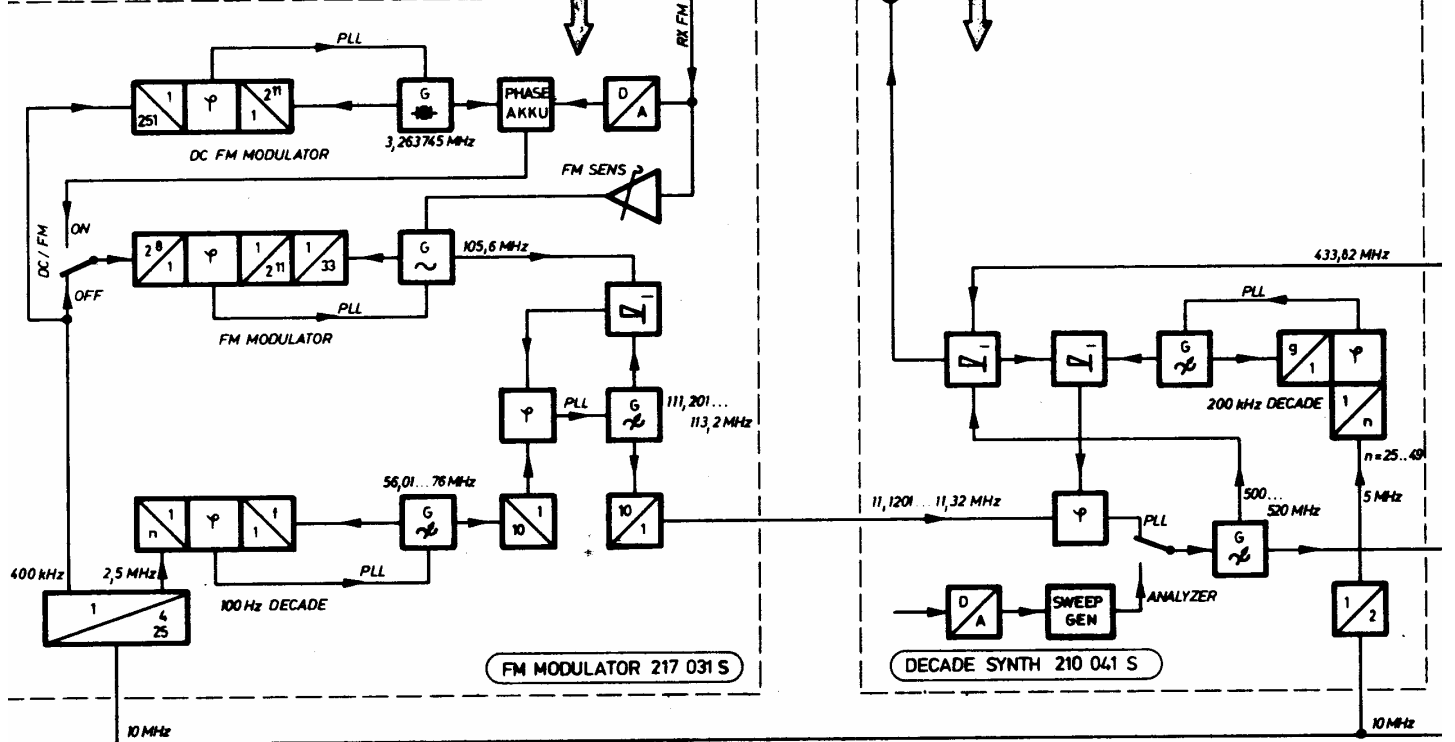 RX FM
PLL
1
251
φ
2¹¹
1
G
PHASE
AKKU
D
A
3,263745 MHz
DC FM MODULATOR
FM SENS
DC / FM
ON
OFF
2⁸
1
φ
1
2¹¹
1
33
G
105,6 MHz
PLL
FM MODULATOR
φ
PLL
G
111,201...
113,2 MHz
56,01...76 MHz
n
1
φ
f
1
G
10
1
10
1
400 kHz
2,5 MHz
PLL
100 Hz DECADE
1
4
25
FM MODULATOR 217 031 S
10 MHz
433,82 MHz
PLL
G
g
1
φ
200 kHz DECADE
1
n
n=25..49
11,1201...11,32 MHz
φ
PLL
500...
520 MHz
5 MHz
G
D
A
SWEEP
GEN
ANALYZER
1
2
DECADE SYNTH 210 041 S
10 MHz